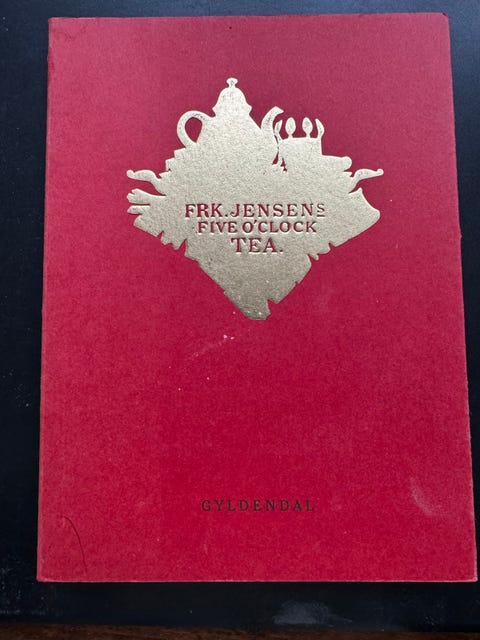 FRK. JENSENS
FIVE O'CLOCK
TEA.
GYLDENDAL